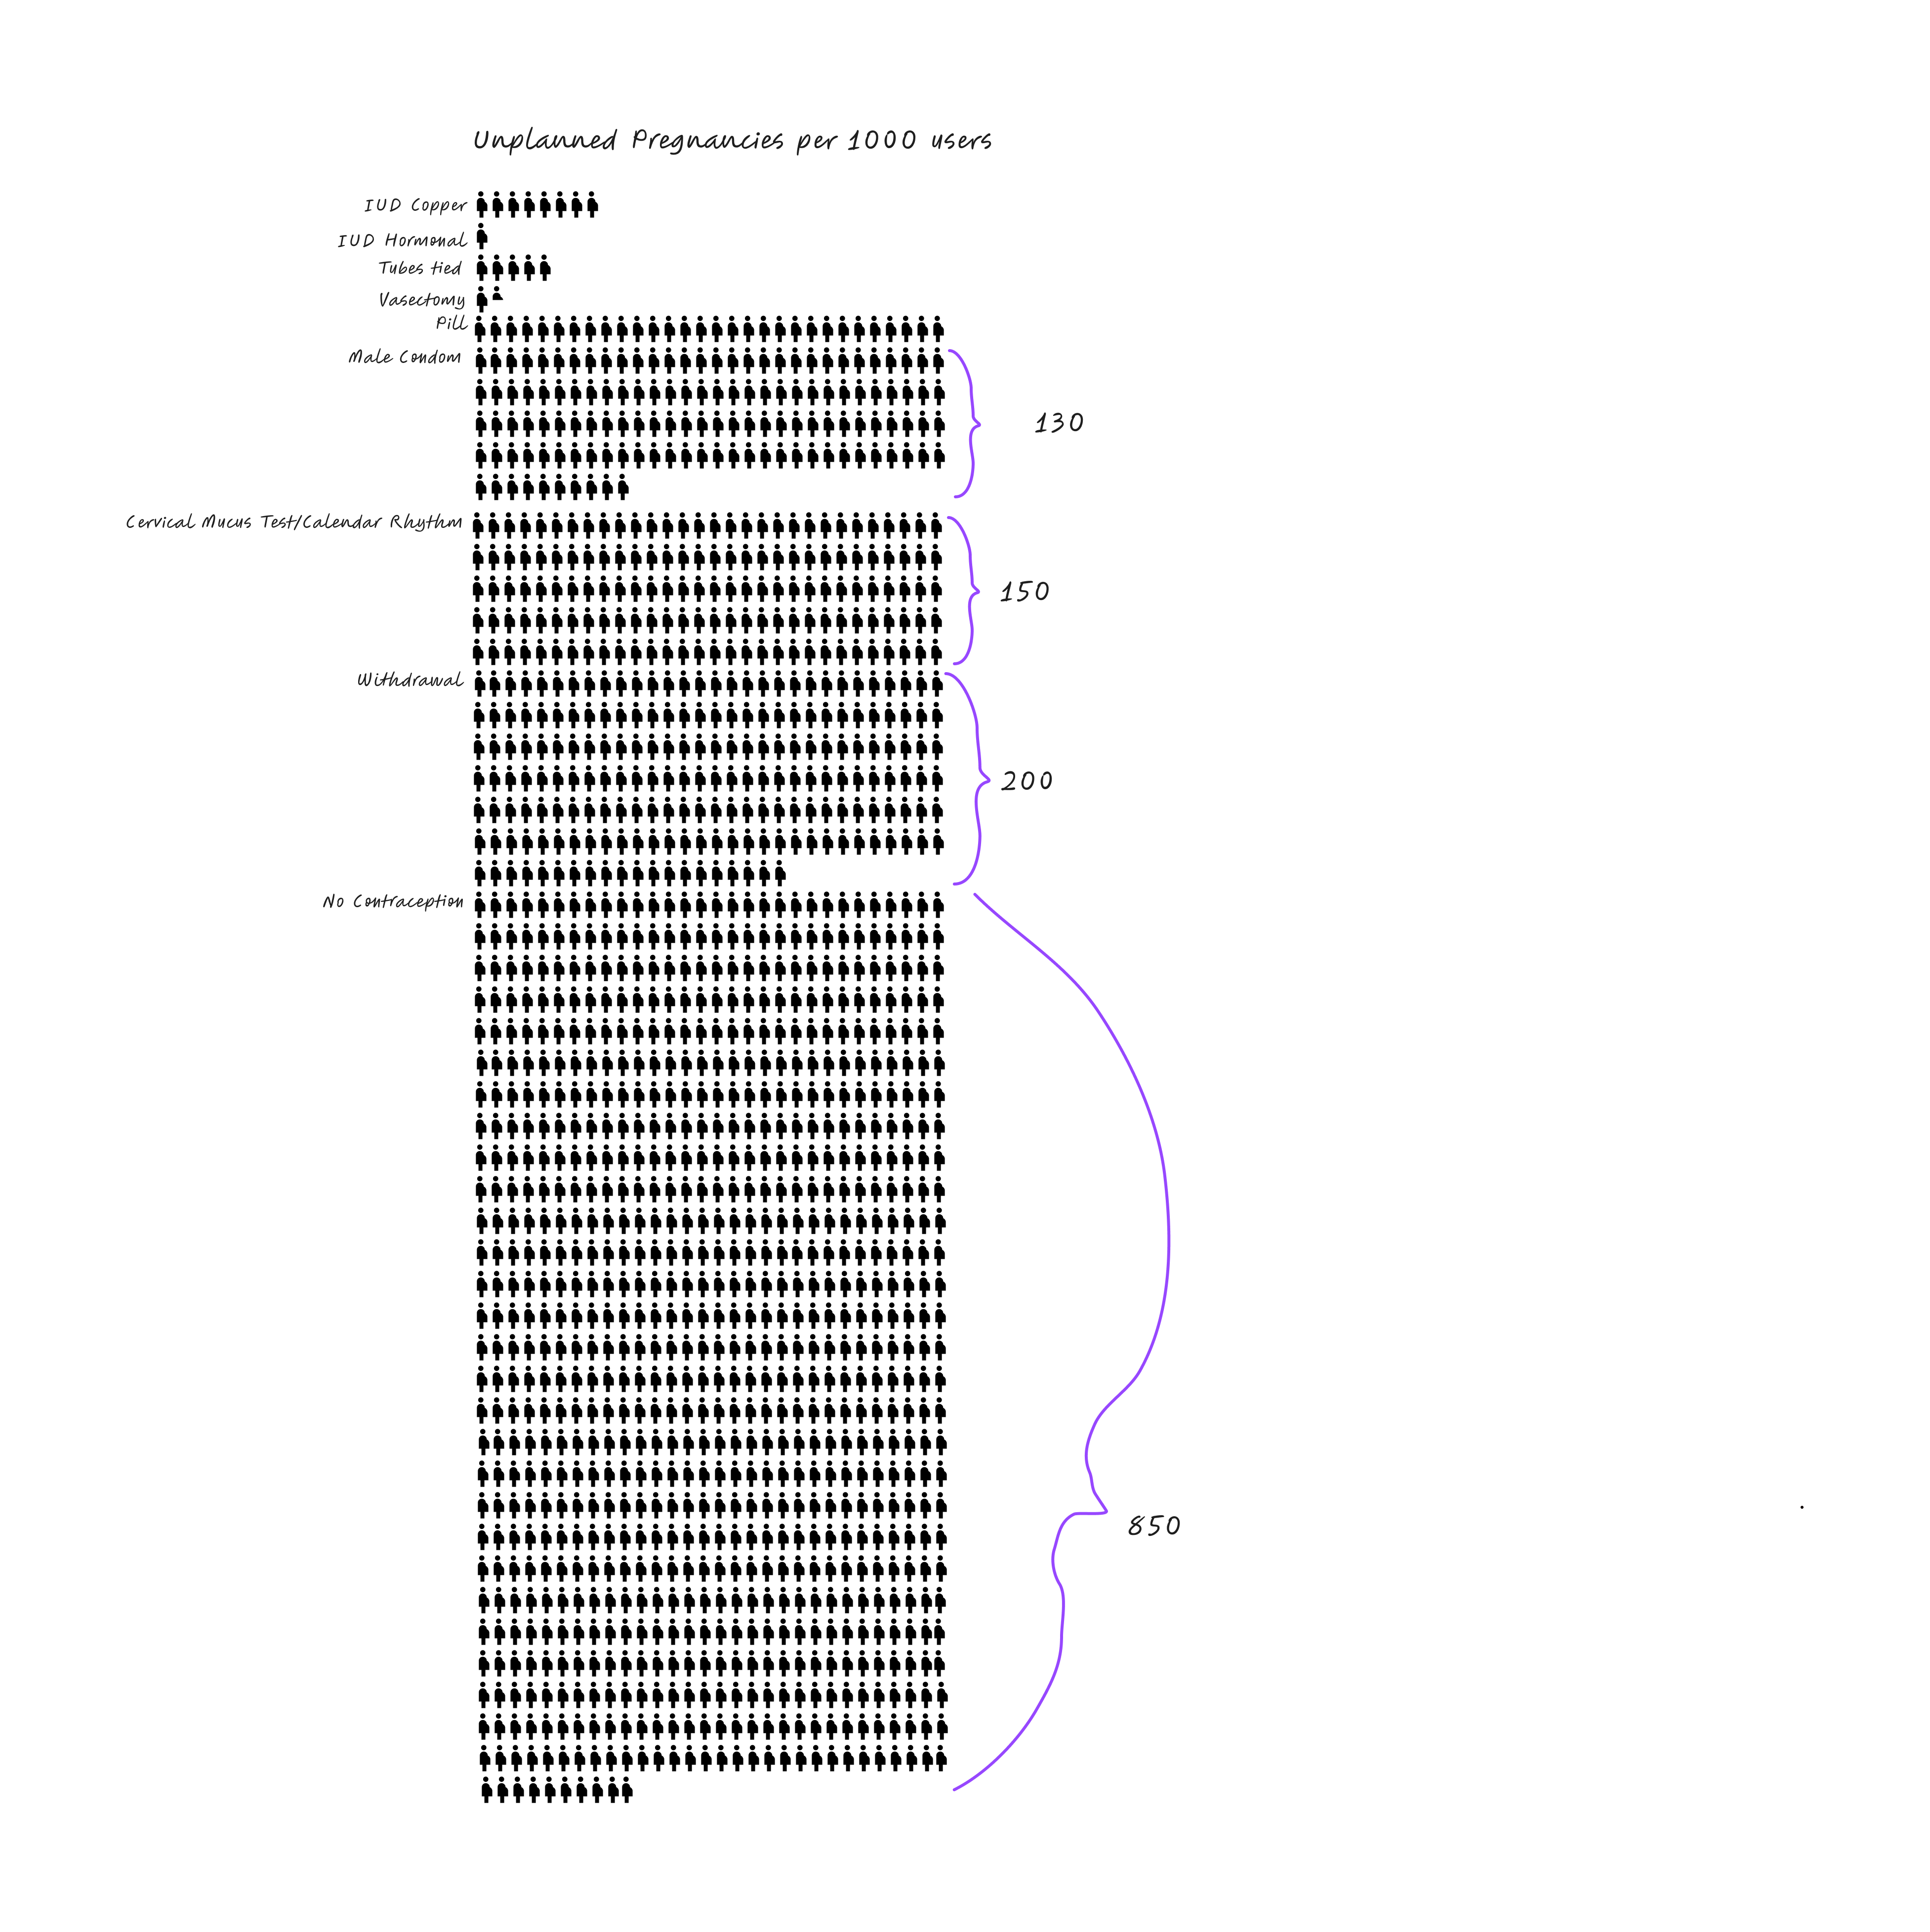 Unplanned Pregnancies per 1000 users
IUD Copper
IUD Hormonal
Tubes tied
Vasectomy
Pill
Male Condom
130
Cervical Mucus Test/Calendar Rhythm
150
Withdrawal
200
No Contraception
850